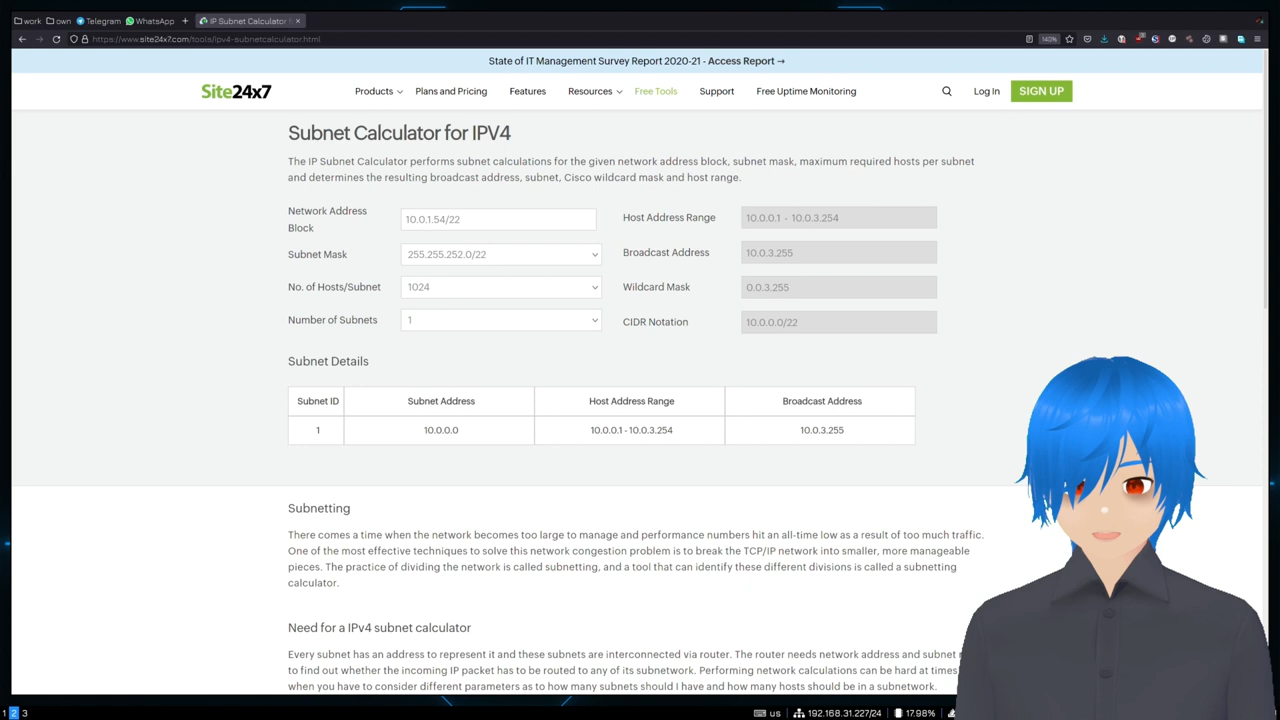 work own Telegram WhatsApp + IP Subnet Calculator f ×
https://www.site24x7.com/tools/ipv4-subnetcalculator.html 140%
State of IT Management Survey Report 2020-21 - Access Report →
Site24x7 Products Plans and Pricing Features Resources Free Tools Support Free Uptime Monitoring Log In SIGN UP
Subnet Calculator for IPV4
The IP Subnet Calculator performs subnet calculations for the given network address block, subnet mask, maximum required hosts per subnet
and determines the resulting broadcast address, subnet, Cisco wildcard mask and host range.
Network Address
Block
10.0.1.54/22
Host Address Range 10.0.0.1 - 10.0.3.254
Subnet Mask 255.255.252.0/22
Broadcast Address 10.0.3.255
No. of Hosts/Subnet 1024
Wildcard Mask 0.0.3.255
Number of Subnets 1
CIDR Notation 10.0.0.0/22
Subnet Details
Subnet ID Subnet Address Host Address Range Broadcast Address
1 10.0.0.0 10.0.0.1 - 10.0.3.254 10.0.3.255
Subnetting
There comes a time when the network becomes too large to manage and performance numbers hit an all-time low as a result of too much traffic.
One of the most effective techniques to solve this network congestion problem is to break the TCP/IP network into smaller, more manageable
pieces. The practice of dividing the network is called subnetting, and a tool that can identify these different divisions is called a subnetting
calculator.
Need for a IPv4 subnet calculator
Every subnet has an address to represent it and these subnets are interconnected via router. The router needs network address and subnet
to find out whether the incoming IP packet has to be routed to any of its subnetwork. Performing network calculations can be hard at times
when you have to consider different parameters as to how many subnets should I have and how many hosts should be in a subnetwork.
1 2 3 us 192.168.31.227/24 17.98%